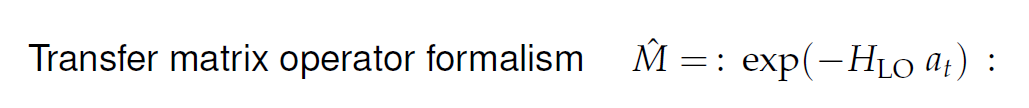 Transfer matrix operator formalism M̂ = : exp(−H_LO a_t) :